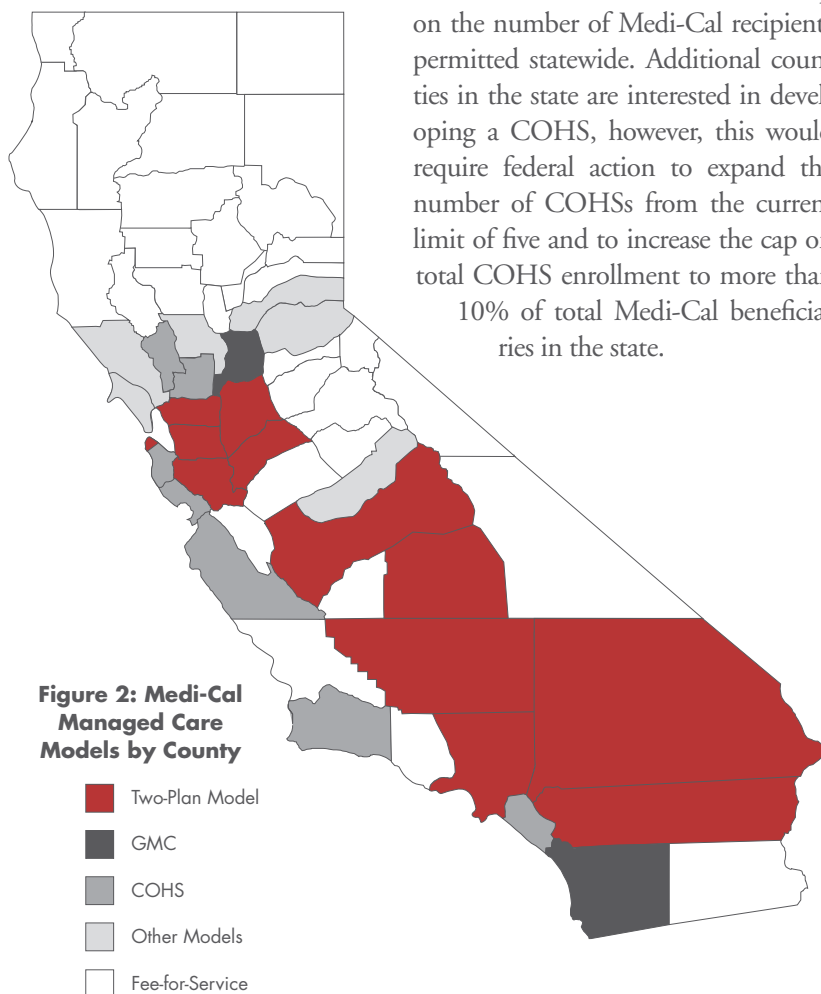 on the number of Medi-Cal recipient
permitted statewide. Additional coun
ties in the state are interested in devel
oping a COHS, however, this would
require federal action to expand th
number of COHSs from the curren
limit of five and to increase the cap o
total COHS enrollment to more than
10% of total Medi-Cal beneficia
ries in the state.
Figure 2: Medi-Cal
Managed Care
Models by County
Two-Plan Model
GMC
COHS
Other Models
Fee-for-Service